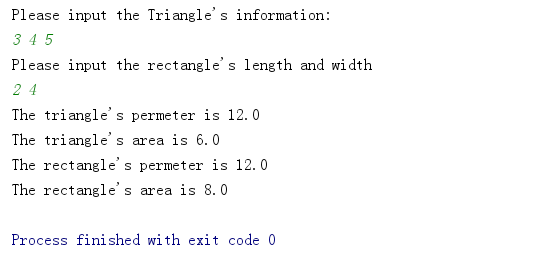 Please input the Triangle's information:
3 4 5
Please input the rectangle's length and width
2 4
The triangle's permeter is 12.0
The triangle's area is 6.0
The rectangle's permeter is 12.0
The rectangle's area is 8.0
Process finished with exit code 0